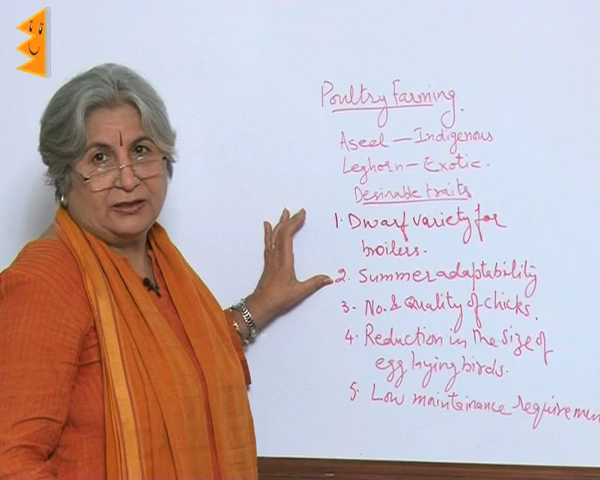 Poultry Farming.
Aseel — Indigenous
Leghorn — Exotic.
Desirable traits
1. Dwarf variety for
broilers.
2. Summer adaptability
3. No. & Quality of chicks.
4. Reduction in the size of
egg laying birds.
5. Low maintainance requiremen